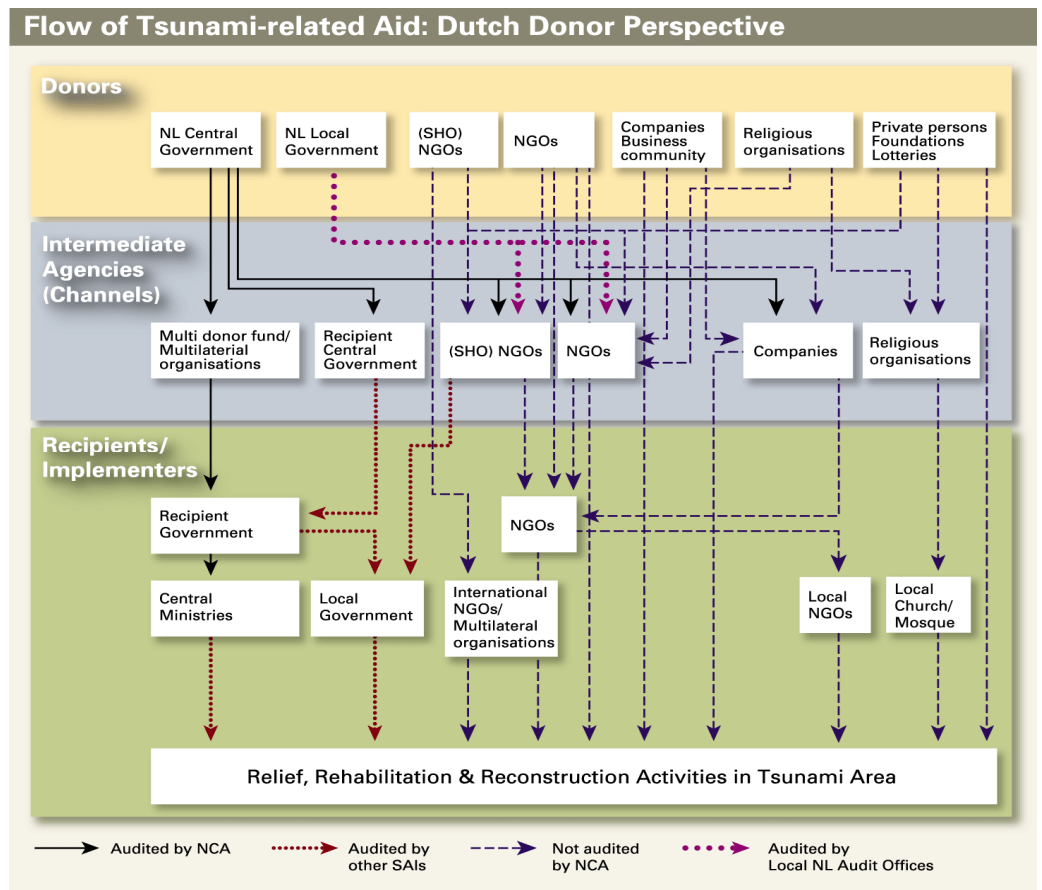 Flow of Tsunami-related Aid: Dutch Donor Perspective
Donors
NL Central
Government
NL Local
Government
(SHO)
NGOs
NGOs
Companies
Business
community
Religious
organisations
Private persons
Foundations
Lotteries
Intermediate
Agencies
(Channels)
Multi donor fund/
Multilaterial
organisations
Recipient
Central
Government
(SHO) NGOs
NGOs
Companies
Religious
organisations
Recipients/
Implementers
Recipient
Government
NGOs
Central
Ministries
Local
Government
International
NGOs/
Multilateral
organisations
Local
NGOs
Local
Church/
Mosque
Relief, Rehabilitation & Reconstruction Activities in Tsunami Area
Audited by NCA
Audited by
other SAIs
Not audited
by NCA
Audited by
Local NL Audit Offices